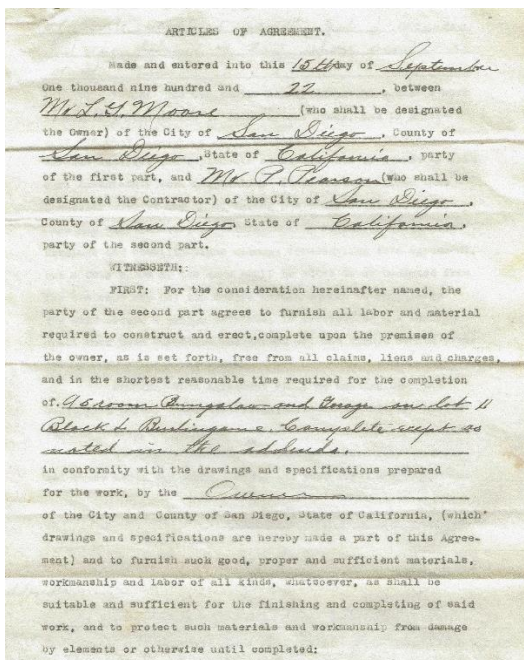 ARTICLES OF AGREEMENT.
Made and entered into this 15th day of September
One thousand nine hundred and 22, between
Mr L. G. Moore (who shall be designated
the Owner) of the City of San Diego, County of
San Diego, State of California, party
of the first part, and Mr P. Pearson (who shall be
designated the Contractor) of the City of San Diego,
County of San Diego, State of California,
party of the second part.
WITNESSETH:
FIRST: For the consideration hereinafter named, the
party of the second part agrees to furnish all labor and material
required to construct and erect, complete upon the premises of
the owner, as is set forth, free from all claims, liens and charges,
and in the shortest reasonable time required for the completion
of, room Bungalow and Garage on lot 11
Block Burlingame. Complete except as
noted in the addenda.
in conformity with the drawings and specifications prepared
for the work, by the Owner
of the City and County of San Diego, State of California, (which
drawings and specifications are hereby made a part of this Agree-
ment) and to furnish such good, proper and sufficient materials,
workmanship and labor of all kinds, whatsoever, as shall be
suitable and sufficient for the finishing and completing of said
work, and to protect such materials and workmanship from damage
by elements or otherwise until completed: